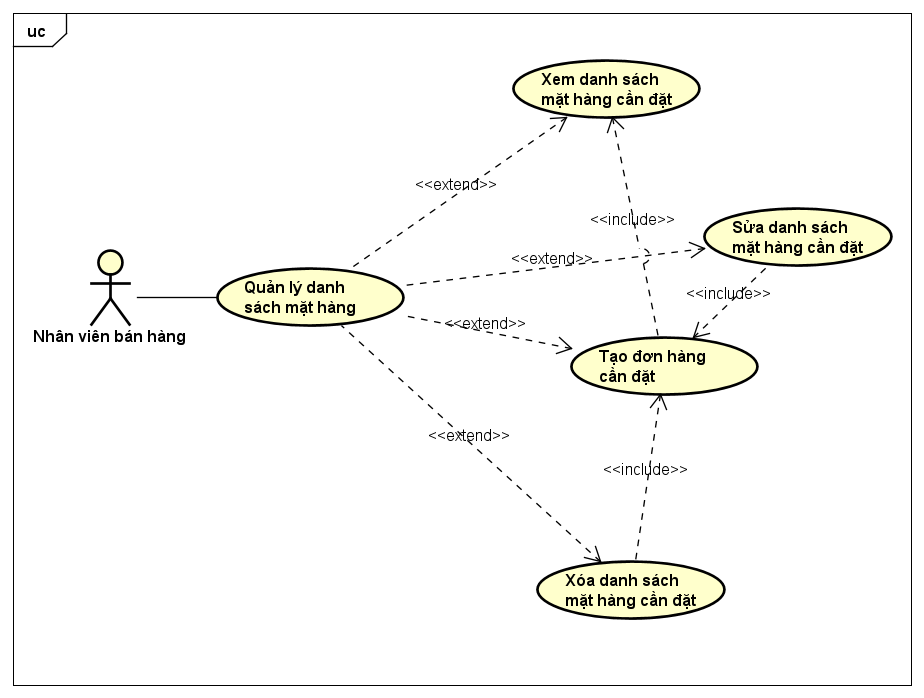 uc
Xem danh sách
mặt hàng cần đặt
<<extend>>
<<include>>
Sửa danh sách
mặt hàng cần đặt
<<extend>>
Quản lý danh
sách mặt hàng
<<include>>
<<extend>>
Nhân viên bán hàng
Tạo đơn hàng
cần đặt
<<extend>>
<<include>>
Xóa danh sách
mặt hàng cần đặt